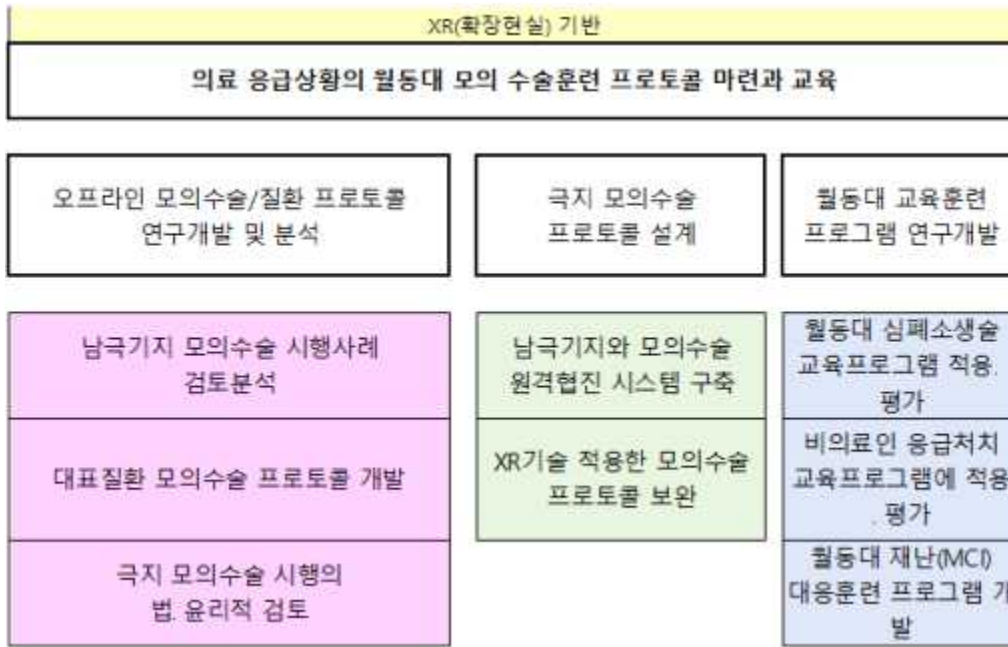 XR(확장현실) 기반
의료 응급상황의 월동대 모의 수술훈련 프로토콜 마련과 교육
오프라인 모의수술/질환 프로토콜
연구개발 및 분석
극지 모의수술
프로토콜 설계
월동대 교육훈련
프로그램 연구개발
남극기지 모의수술 시행사례
검토분석
대표질환 모의수술 프로토콜 개발
극지 모의수술 시행의
법. 윤리적 검토
남극기지와 모의수술
원격협진 시스템 구축
XR기술 적용한 모의수술
프로토콜 보완
월동대 심폐소생술
교육프로그램 적용.
평가
비의료인 응급처치
교육프로그램에 적용
. 평가
월동대 재난(MCI)
대응훈련 프로그램 개
발